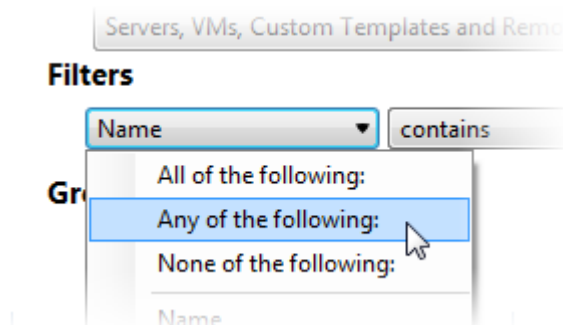 Servers, VMs, Custom Templates and Remo
Filters
Name contains
All of the following:
Gr
Any of the following:
None of the following:
Name